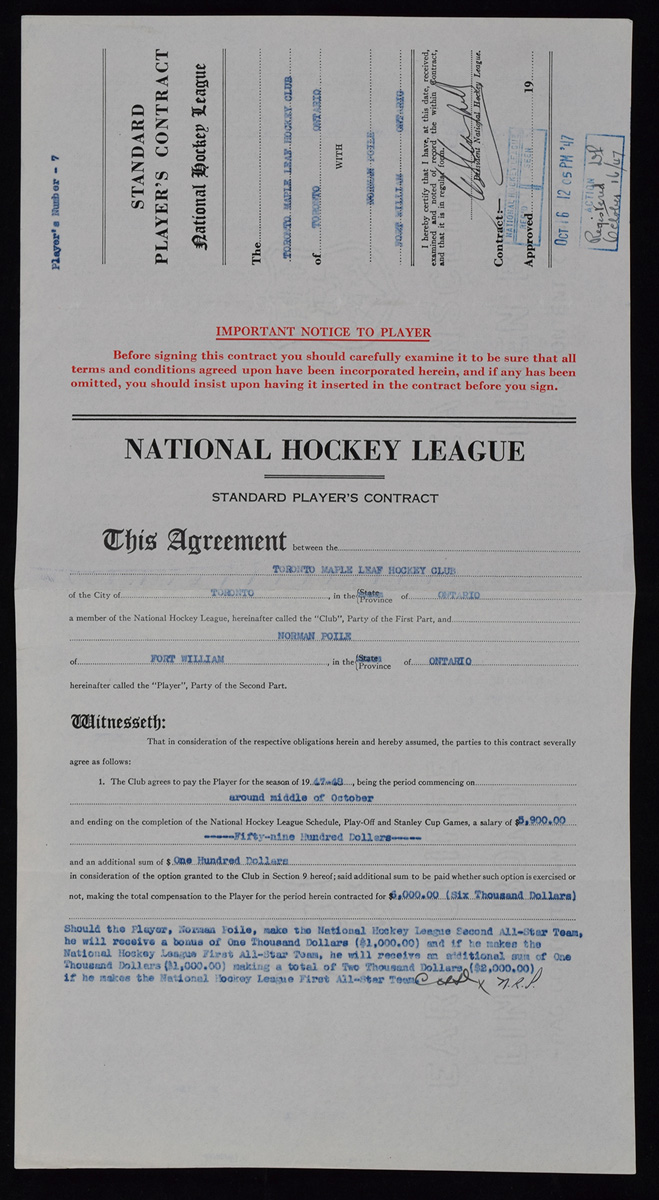 Player's Number - 7
STANDARD
PLAYER'S CONTRACT
National Hockey League
The
TORONTO MAPLE LEAF HOCKEY CLUB
of TORONTO ONTARIO
WITH
NORMAN POILE
FORT WILLIAM ONTARIO
I hereby certify that I have, at this date, received,
examined and noted of record the within Contract,
and that it is in regular form.
President National Hockey League.
Contract:—
Approved 19
OCT 16 12 05 PM '47
ACTION
Registered
October 16/47
IMPORTANT NOTICE TO PLAYER
Before signing this contract you should carefully examine it to be sure that all
terms and conditions agreed upon have been incorporated herein, and if any has been
omitted, you should insist upon having it inserted in the contract before you sign.
NATIONAL HOCKEY LEAGUE
STANDARD PLAYER'S CONTRACT
This Agreement between the
TORONTO MAPLE LEAF HOCKEY CLUB
of the City of TORONTO, in the (State Province of ONTARIO
a member of the National Hockey League, hereinafter called the "Club", Party of the First Part, and
NORMAN POILE
of FORT WILLIAM, in the (State Province of ONTARIO
hereinafter called the "Player", Party of the Second Part.
Witnesseth:
That in consideration of the respective obligations herein and hereby assumed, the parties to this contract severally
agree as follows:
1. The Club agrees to pay the Player for the season of 1947-48, being the period commencing on
around middle of October
and ending on the completion of the National Hockey League Schedule, Play-Off and Stanley Cup Games, a salary of $5,900.00
-----Fifty-nine Hundred Dollars-----
and an additional sum of $ One Hundred Dollars
in consideration of the option granted to the Club in Section 9 hereof; said additional sum to be paid whether such option is exercised or
not, making the total compensation to the Player for the period herein contracted for $6,000.00 (Six Thousand Dollars)
Should the Player, Norman Poile, make the National Hockey League Second All-Star Team,
he will receive a bonus of One Thousand Dollars ($1,000.00) and if he makes the
National Hockey League First All-Star Team, he will receive an additional sum of One
Thousand Dollars ($1,000.00) making a total of Two Thousand Dollars ($2,000.00)
if he makes the National Hockey League First All-Star Team x N.R.P.